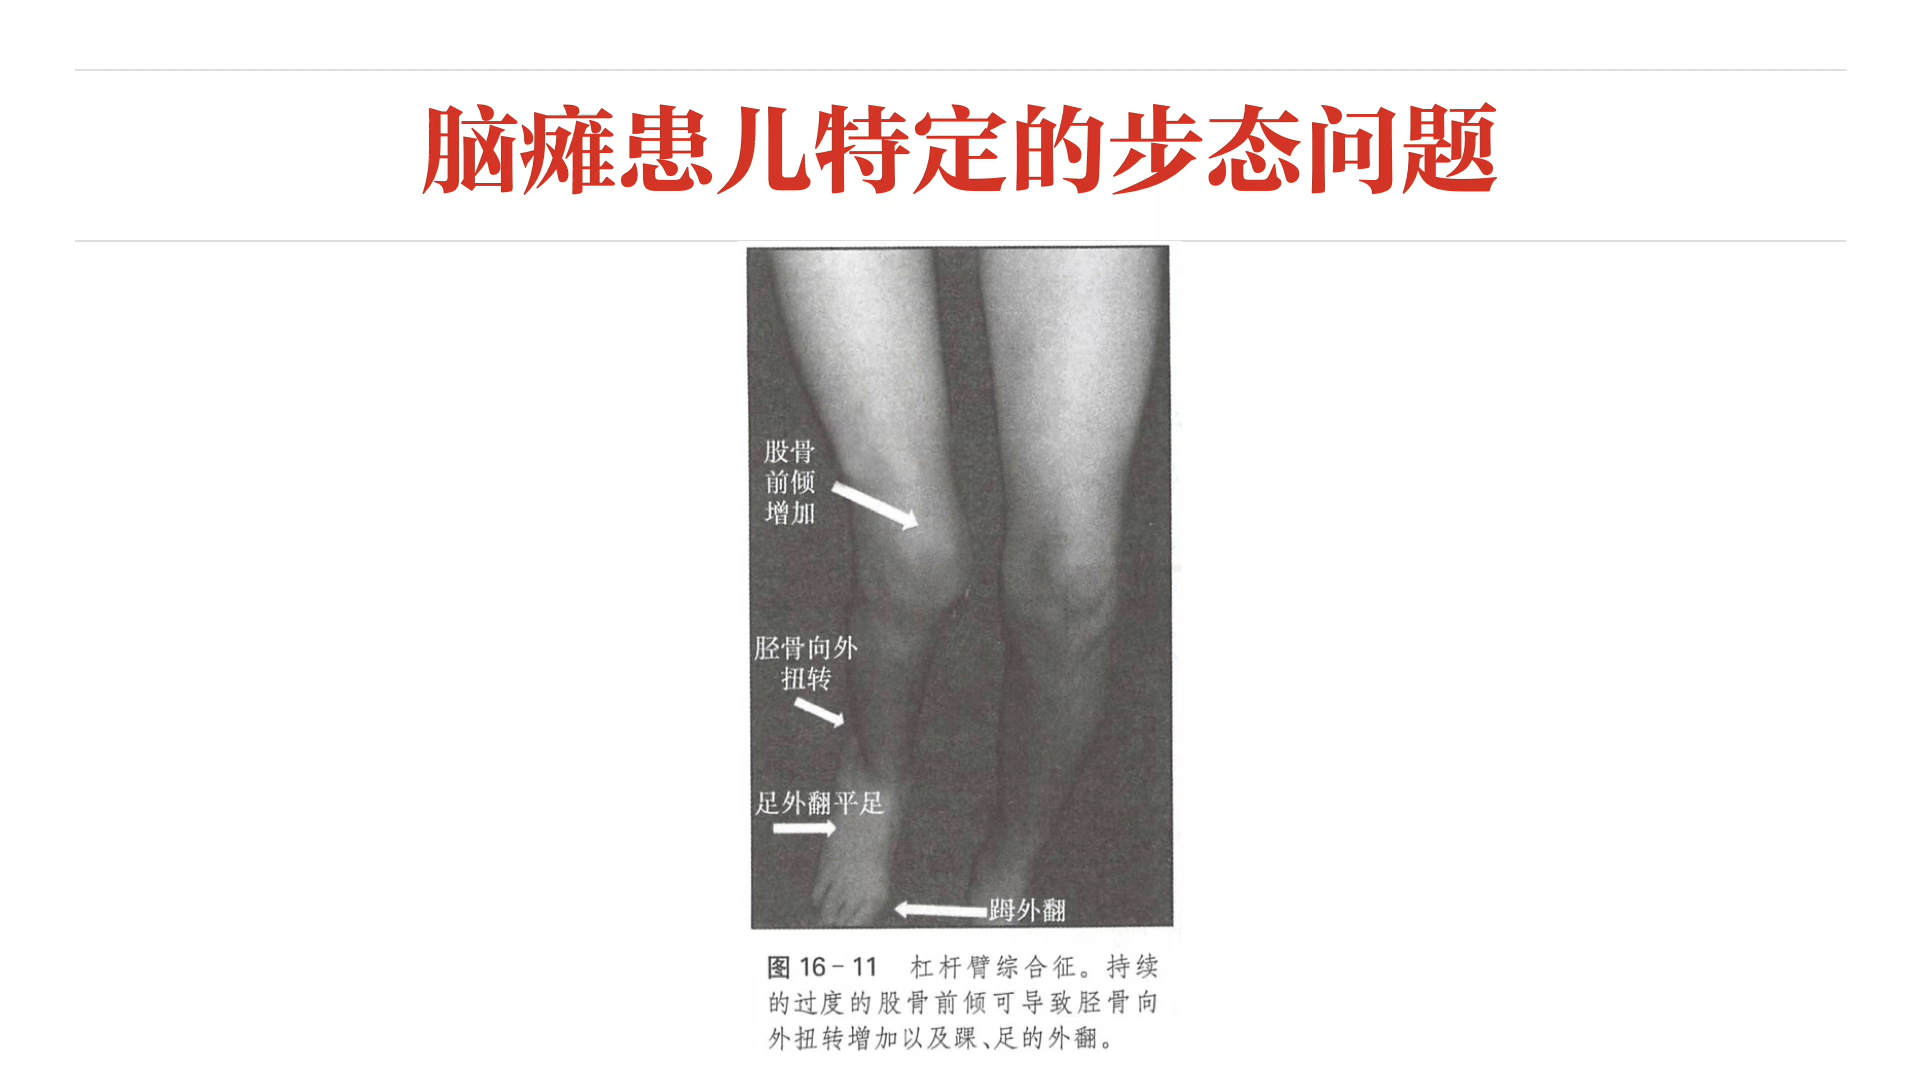 脑瘫患儿特定的步态问题
股骨
前倾
增加
胫骨向外
扭转
足外翻平足
踇外翻
图 16-11 杠杆臂综合征。持续
的过度的股骨前倾可导致胫骨向
外扭转增加以及踝、足的外翻。